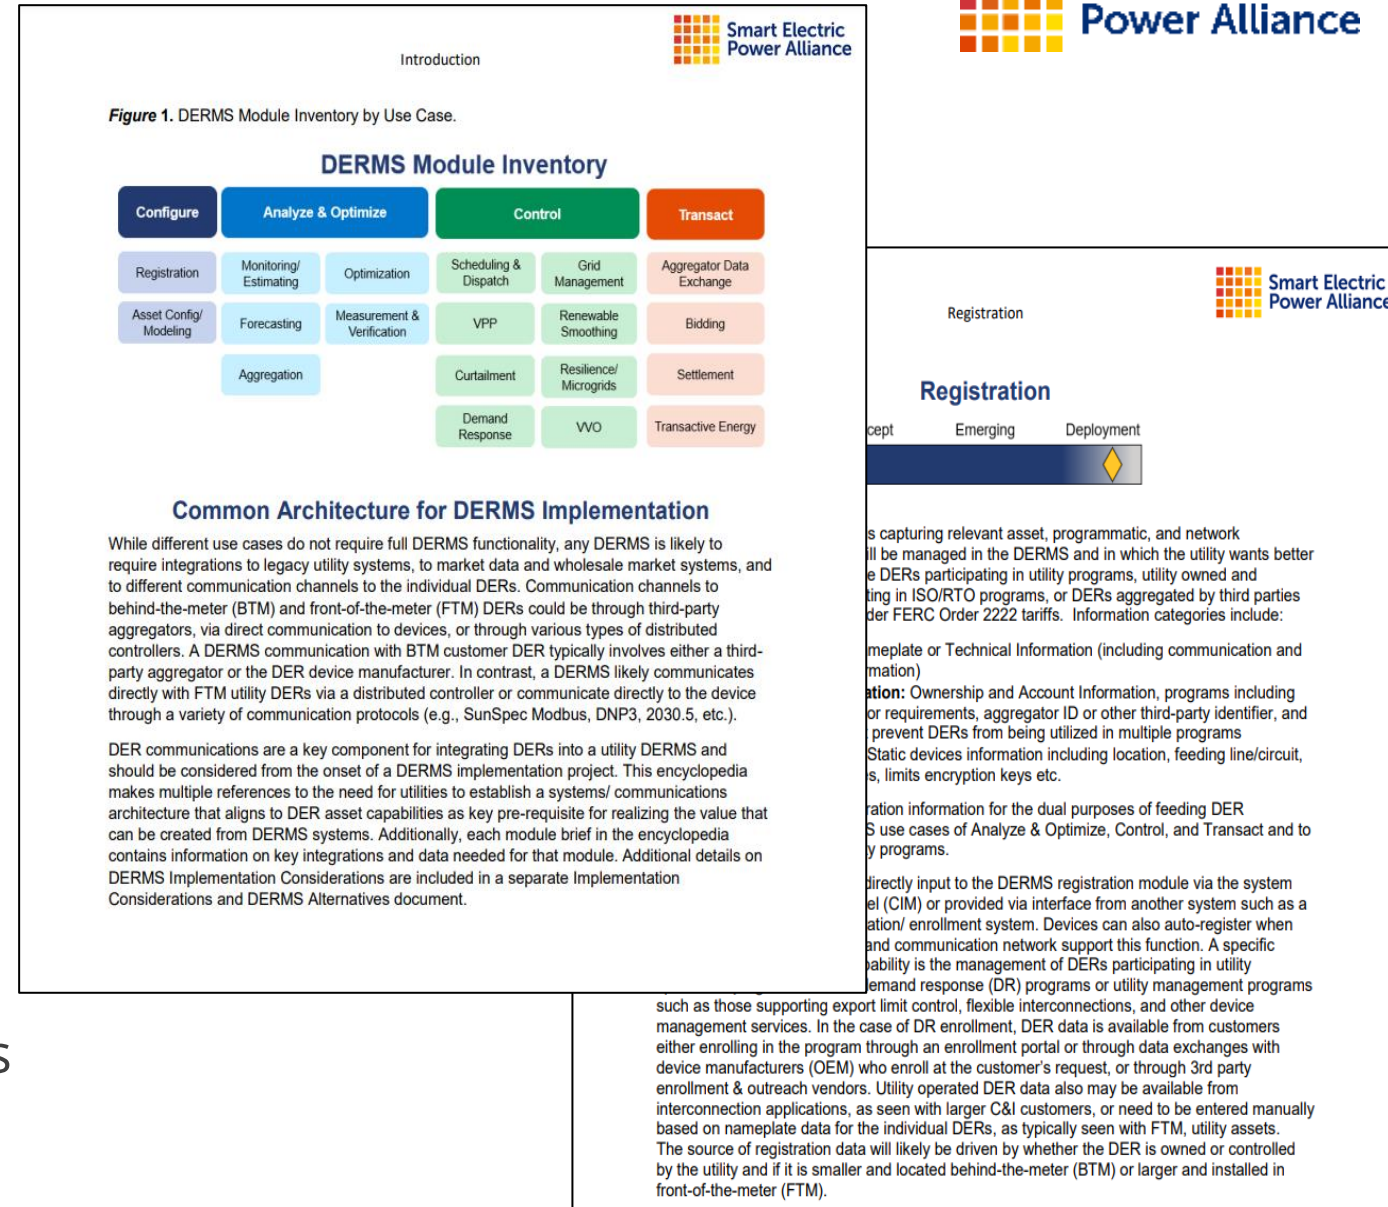 Power Alliance
Smart Electric
Power Alliance
Introduction
Figure 1. DERMS Module Inventory by Use Case.
DERMS Module Inventory
Configure
Analyze & Optimize
Control
Transact
Registration
Monitoring/
Estimating
Optimization
Scheduling &
Dispatch
Grid
Management
Aggregator Data
Exchange
Asset Config/
Modeling
Forecasting
Measurement &
Verification
VPP
Renewable
Smoothing
Bidding
Aggregation
Curtailment
Resilience/
Microgrids
Settlement
Demand
Response
VVO
Transactive Energy
Common Architecture for DERMS Implementation
While different use cases do not require full DERMS functionality, any DERMS is likely to
require integrations to legacy utility systems, to market data and wholesale market systems, and
to different communication channels to the individual DERs. Communication channels to
behind-the-meter (BTM) and front-of-the-meter (FTM) DERs could be through third-party
aggregators, via direct communication to devices, or through various types of distributed
controllers. A DERMS communication with BTM customer DER typically involves either a third-
party aggregator or the DER device manufacturer. In contrast, a DERMS likely communicates
directly with FTM utility DERs via a distributed controller or communicate directly to the device
through a variety of communication protocols (e.g., SunSpec Modbus, DNP3, 2030.5, etc.).
DER communications are a key component for integrating DERs into a utility DERMS and
should be considered from the onset of a DERMS implementation project. This encyclopedia
makes multiple references to the need for utilities to establish a systems/ communications
architecture that aligns to DER asset capabilities as key pre-requisite for realizing the value that
can be created from DERMS systems. Additionally, each module brief in the encyclopedia
contains information on key integrations and data needed for that module. Additional details on
DERMS Implementation Considerations are included in a separate Implementation
Considerations and DERMS Alternatives document.
s
Smart Electric
Power Alliance
Registration
Registration
cept
Emerging
Deployment
s capturing relevant asset, programmatic, and network
ill be managed in the DERMS and in which the utility wants better
e DERs participating in utility programs, utility owned and
ting in ISO/RTO programs, or DERs aggregated by third parties
der FERC Order 2222 tariffs. Information categories include:
meplate or Technical Information (including communication and
rmation)
ation: Ownership and Account Information, programs including
or requirements, aggregator ID or other third-party identifier, and
prevent DERs from being utilized in multiple programs
Static devices information including location, feeding line/circuit,
s, limits encryption keys etc.
ration information for the dual purposes of feeding DER
S use cases of Analyze & Optimize, Control, and Transact and to
y programs.
directly input to the DERMS registration module via the system
el (CIM) or provided via interface from another system such as a
ation/ enrollment system. Devices can also auto-register when
and communication network support this function. A specific
ability is the management of DERs participating in utility
emand response (DR) programs or utility management programs
such as those supporting export limit control, flexible interconnections, and other device
management services. In the case of DR enrollment, DER data is available from customers
either enrolling in the program through an enrollment portal or through data exchanges with
device manufacturers (OEM) who enroll at the customer's request, or through 3rd party
enrollment & outreach vendors. Utility operated DER data also may be available from
interconnection applications, as seen with larger C&I customers, or need to be entered manually
based on nameplate data for the individual DERs, as typically seen with FTM, utility assets.
The source of registration data will likely be driven by whether the DER is owned or controlled
by the utility and if it is smaller and located behind-the-meter (BTM) or larger and installed in
front-of-the-meter (FTM).